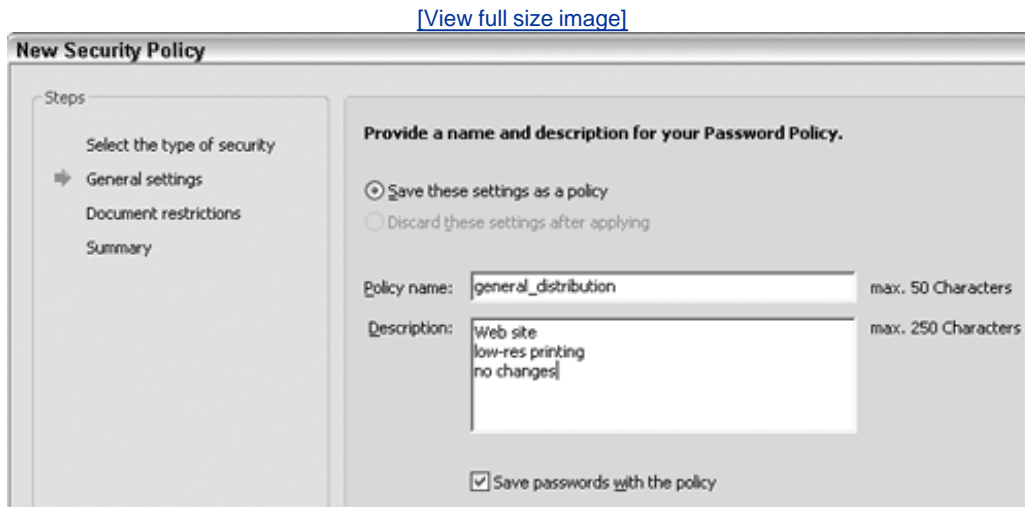 [View full size image]
New Security Policy
Steps
Select the type of security
General settings
Document restrictions
Summary
Provide a name and description for your Password Policy.
Save these settings as a policy
Discard these settings after applying
Policy name: general_distribution max. 50 Characters
Description: Web site max. 250 Characters
low-res printing
no changes
Save passwords with the policy